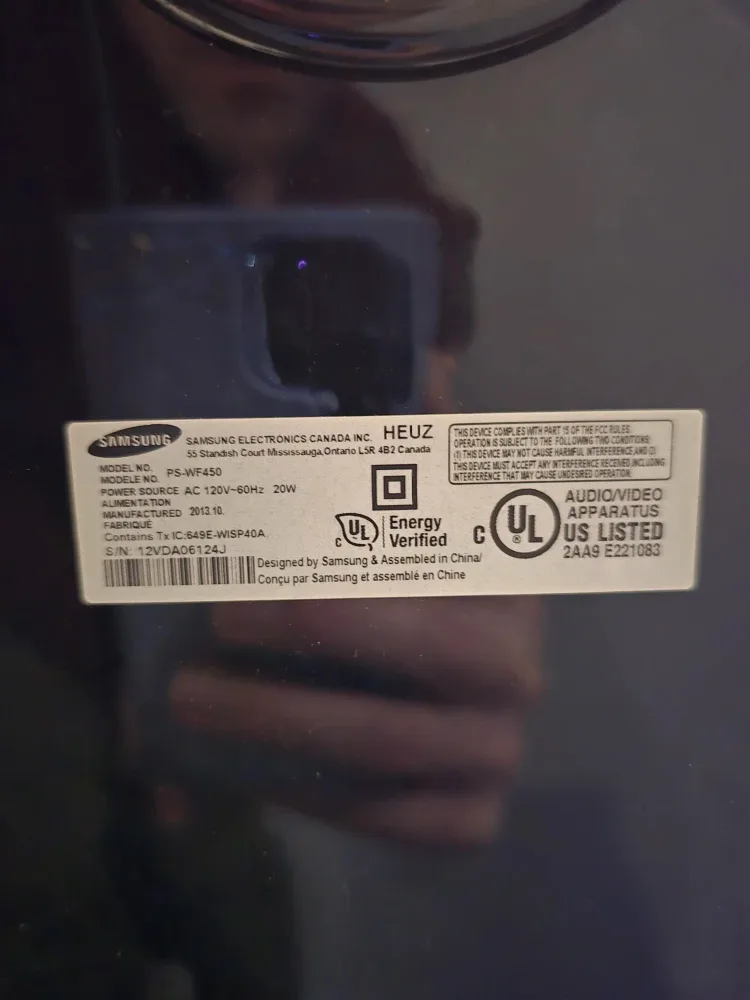 SAMSUNG
SAMSUNG ELECTRONICS CANADA INC. HEUZ
55 Standish Court Mississauga,Ontario L5R 4B2 Canada
MODEL NO.
MODELE NO. PS-WF450
POWER SOURCE AC 120V~60Hz 20W
ALIMENTATION
MANUFACTURED 2013.10.
FABRIQUÉ
Contains Tx IC:649E-WISP40A
S/N: 12VDA06124J
c UL Energy
Verified
Designed by Samsung & Assembled in China/
Conçu par Samsung et assemblé en Chine
THIS DEVICE COMPLIES WITH PART 15 OF THE FCC RULES
OPERATION IS SUBJECT TO THE FOLLOWING TWO CONDITIONS:
(1) THIS DEVICE MAY NOT CAUSE HARMFUL INTERFERENCE,AND (2)
THIS DEVICE MUST ACCEPT ANY INTERFERENCE RECEIVED INCLUDING
INTERFERENCE THAT MAY CAUSE UNDESIRED OPERATION.
C UL ®
AUDIO/VIDEO
APPARATUS
US LISTED
2AA9 E221083